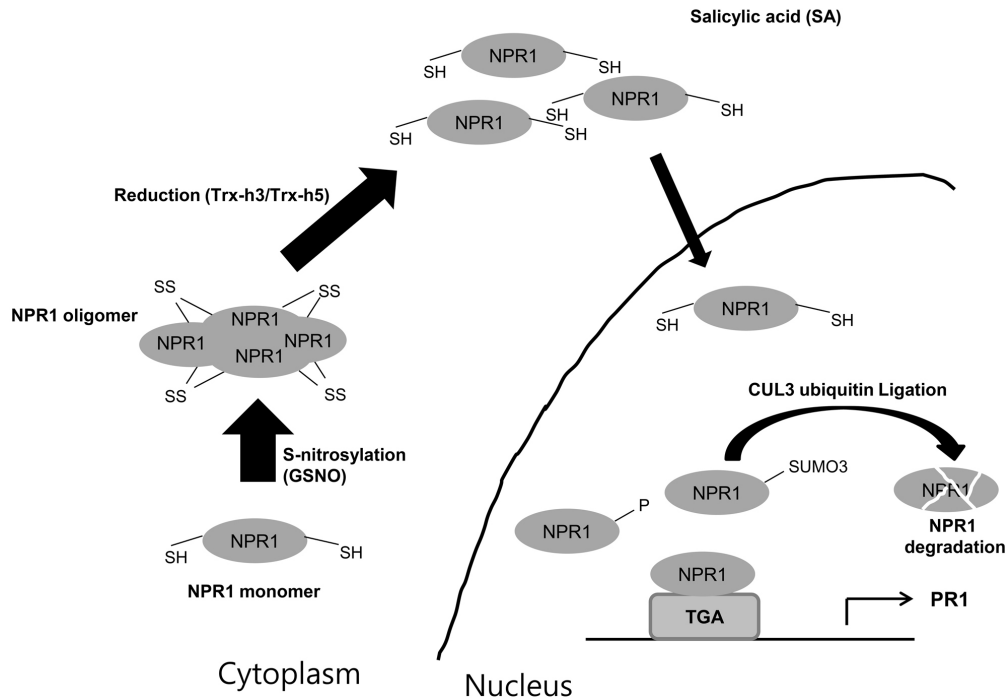 Salicylic acid (SA)
NPR1
SH
SH
NPR1
SH
SH
NPR1
SH
SH
Reduction (Trx-h3/Trx-h5)
NPR1 oligomer
SS
SS
NPR1
NPR1
NPR1
NPR1
SS
SS
S-nitrosylation
(GSNO)
SH
NPR1
SH
NPR1 monomer
Cytoplasm
SH
NPR1
SH
CUL3 ubiquitin Ligation
NPR1
SUMO3
NPR1
NPR1
degradation
NPR1
P
NPR1
TGA
PR1
Nucleus